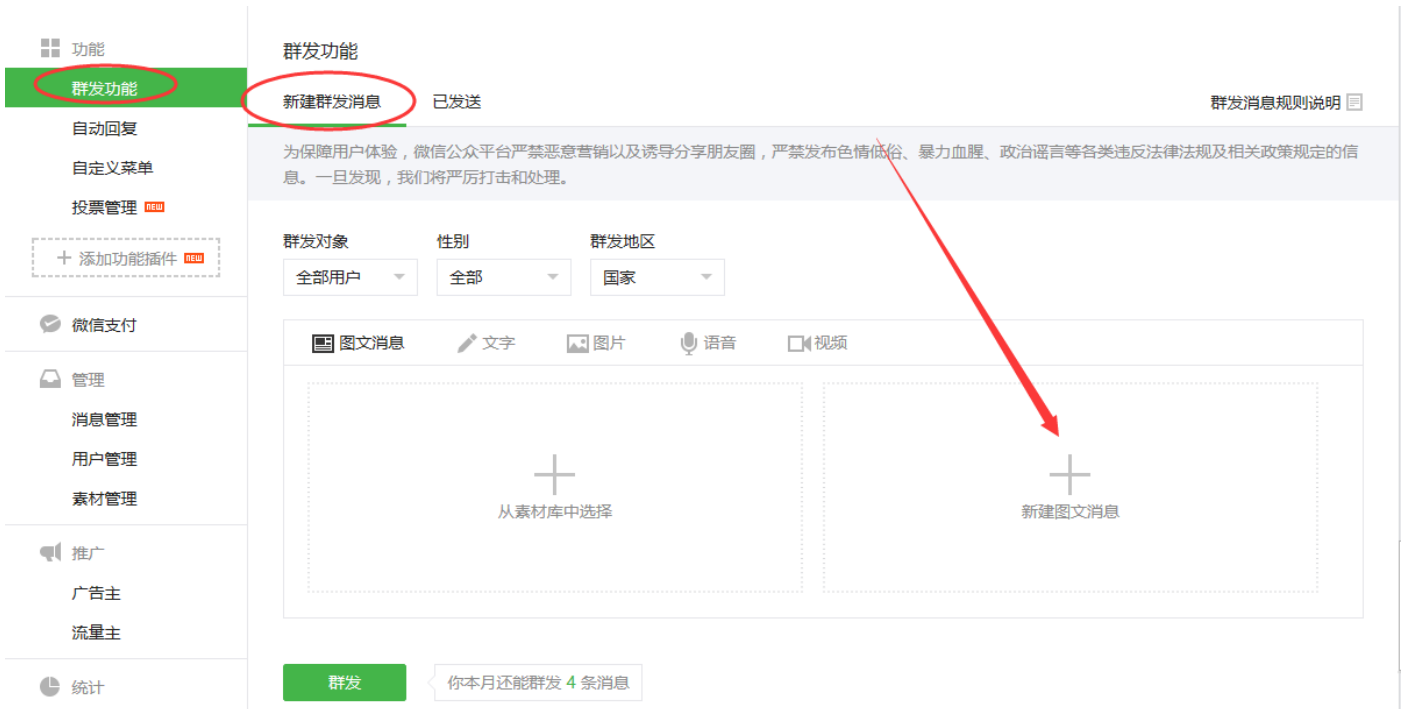 功能
群发功能
自动回复
自定义菜单
投票管理 NEW
+ 添加功能插件 NEW
微信支付
管理
消息管理
用户管理
素材管理
推广
广告主
流量主
统计
群发功能
新建群发消息 已发送 群发消息规则说明
为保障用户体验，微信公众平台严禁恶意营销以及诱导分享朋友圈，严禁发布色情低俗、暴力血腥、政治谣言等各类违反法律法规及相关政策规定的信
息。一旦发现，我们将严厉打击和处理。
群发对象 性别 群发地区
全部用户 全部 国家
图文消息 文字 图片 语音 视频
从素材库中选择 新建图文消息
群发 你本月还能群发 4 条消息